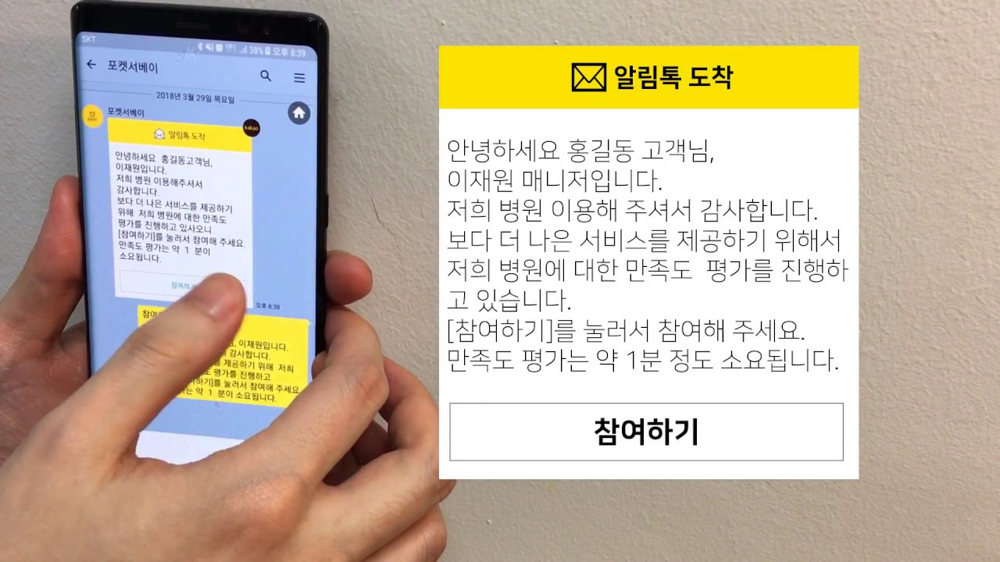 SKT
38% 오후 8:39
포켓서베이
2018년 3월 29일 목요일
포켓서베이
kakao
알림톡 도착
안녕하세요 홍길동고객님,
이재원입니다.
저희 병원 이용해주셔서
감사합니다.
보다 더 나은 서비스를 제공하기
위해 저희 병원에 대한 만족도
평가를 진행하고 있사오니
[참여하기]를 눌러서 참여해 주세요.
만족도 평가는 약 1 분이
소요됩니다.
오후 8:38
이재원입니다.
감사합니다.
제공하기 위해 저희
평가를 진행하고
눌러서 참여해 주세요
약 1 분이 소요됩니다.
알림톡 도착
안녕하세요 홍길동 고객님,
이재원 매니저입니다.
저희 병원 이용해 주셔서 감사합니다.
보다 더 나은 서비스를 제공하기 위해서
저희 병원에 대한 만족도 평가를 진행하
고 있습니다.
[참여하기]를 눌러서 참여해 주세요.
만족도 평가는 약 1분 정도 소요됩니다.
참여하기